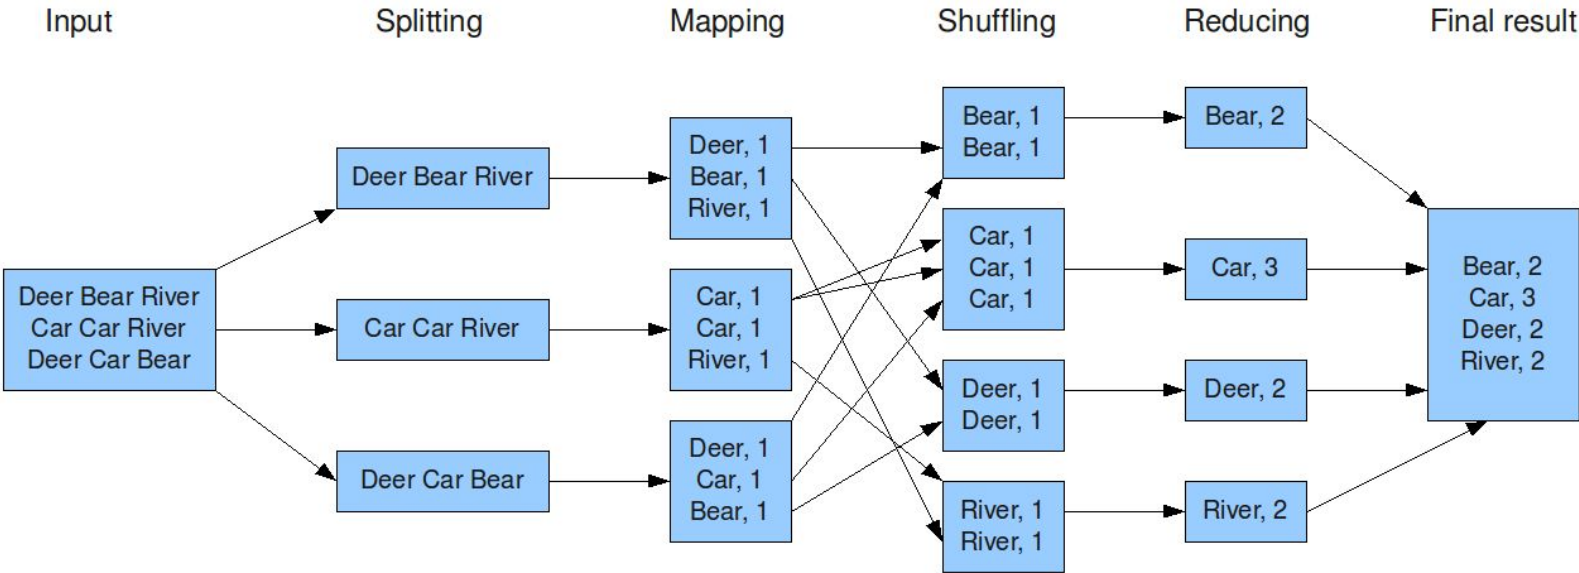 Input
Splitting
Mapping
Shuffling
Reducing
Final result
Deer Bear River
Car Car River
Deer Car Bear
Deer Bear River
Car Car River
Deer Car Bear
Deer, 1
Bear, 1
River, 1
Car, 1
Car, 1
River, 1
Deer, 1
Car, 1
Bear, 1
Bear, 1
Bear, 1
Car, 1
Car, 1
Car, 1
Deer, 1
Deer, 1
River, 1
River, 1
Bear, 2
Car, 3
Deer, 2
River, 2
Bear, 2
Car, 3
Deer, 2
River, 2